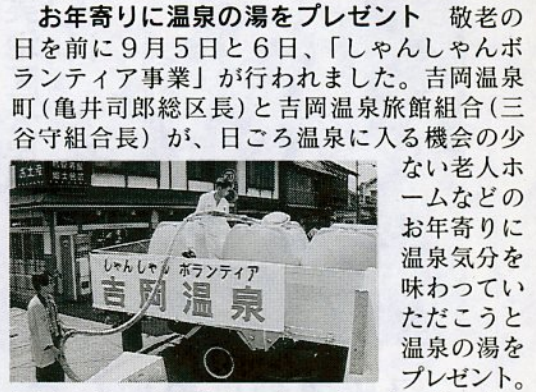 お年寄りに温泉の湯をプレゼント　敬老の
日を前に９月５日と６日、「しゃんしゃんボ
ランティア事業」が行われました。吉岡温泉
町(亀井司郎総区長)と吉岡温泉旅館組合(三
谷守組合長）が、日ごろ温泉に入る機会の少
ない老人ホ
ームなどの
お年寄りに
温泉気分を
味わってい
ただこうと
温泉の湯を
プレゼント。
お土産
しゃんしゃん ボランティア
吉岡温泉